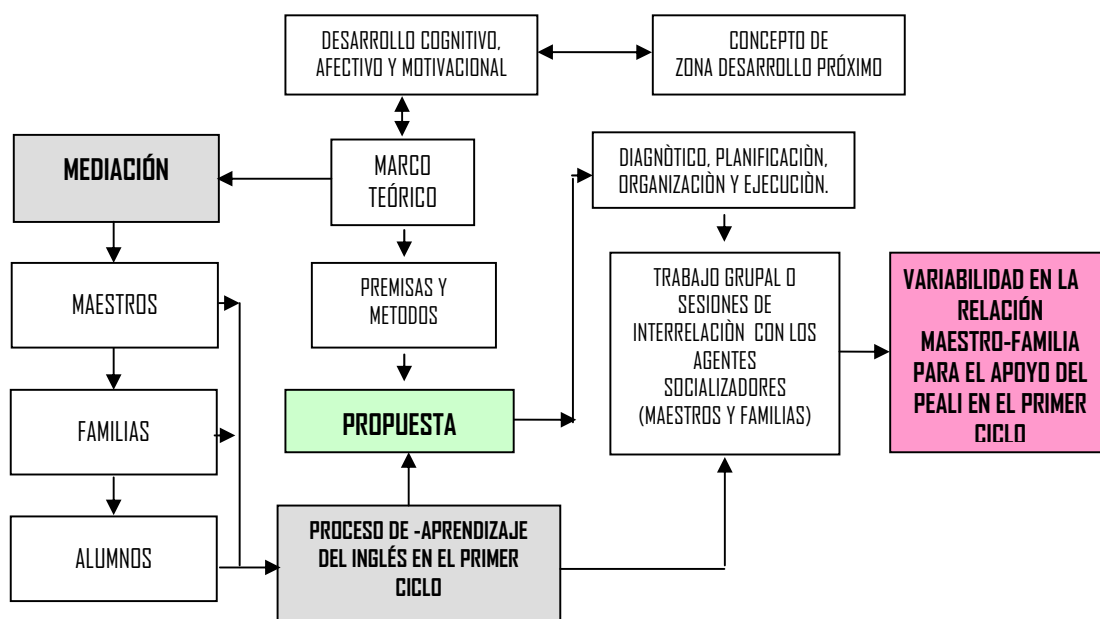 DESARROLLO COGNITIVO,
AFECTIVO Y MOTIVACIONAL
CONCEPTO DE
ZONA DESARROLLO PRÓXIMO
MEDIACIÓN
MARCO
TEÓRICO
DIAGNÒTICO, PLANIFICACIÒN,
ORGANIZACIÒN Y EJECUCIÒN.
MAESTROS
PREMISAS Y
METODOS
TRABAJO GRUPAL O
SESIONES DE
INTERRELACIÒN CON LOS
AGENTES
SOCIALIZADORES
(MAESTROS Y FAMILIAS)
VARIABILIDAD EN LA
RELACIÓN
MAESTRO-FAMILIA
PARA EL APOYO DEL
PEALI EN EL PRIMER
CICLO
FAMILIAS
PROPUESTA
ALUMNOS
PROCESO DE -APRENDIZAJE
DEL INGLÉS EN EL PRIMER
CICLO